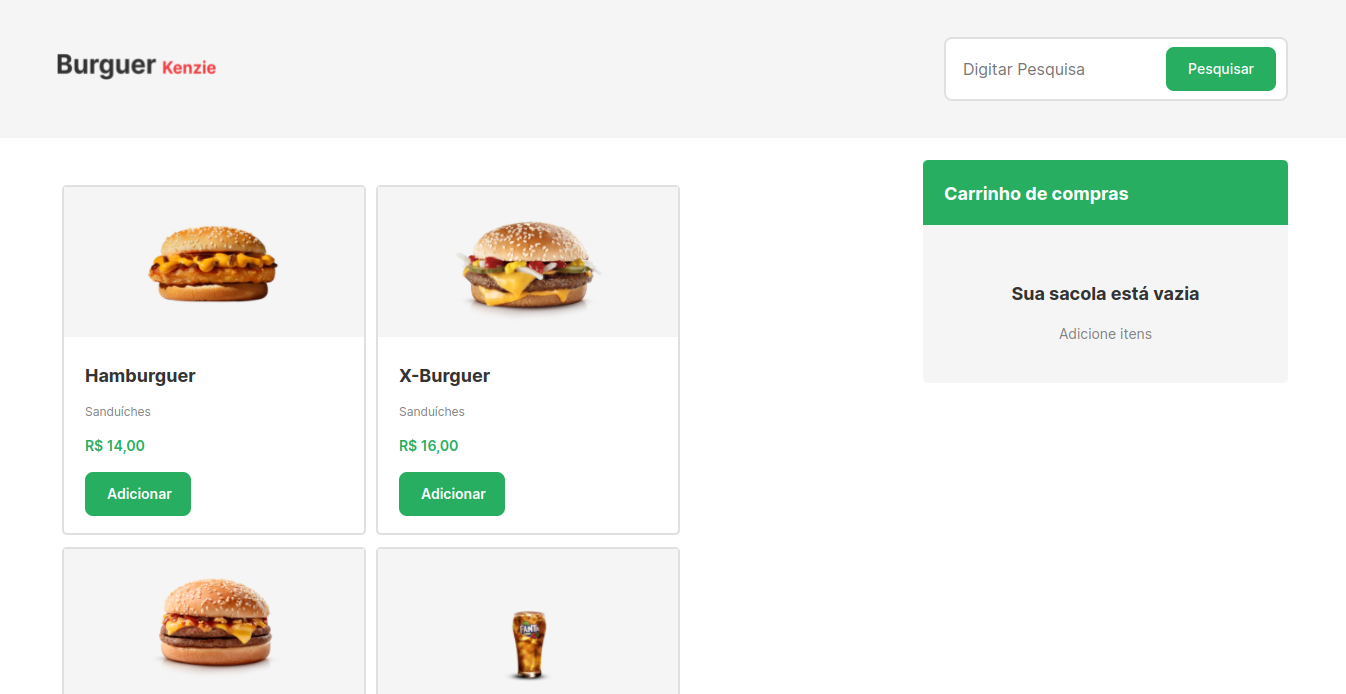 Burguer Kenzie
Digitar Pesquisa
Pesquisar
Carrinho de compras
Sua sacola está vazia
Adicione itens
Hamburguer
Sanduíches
R$ 14,00
Adicionar
X-Burguer
Sanduíches
R$ 16,00
Adicionar
FANTA